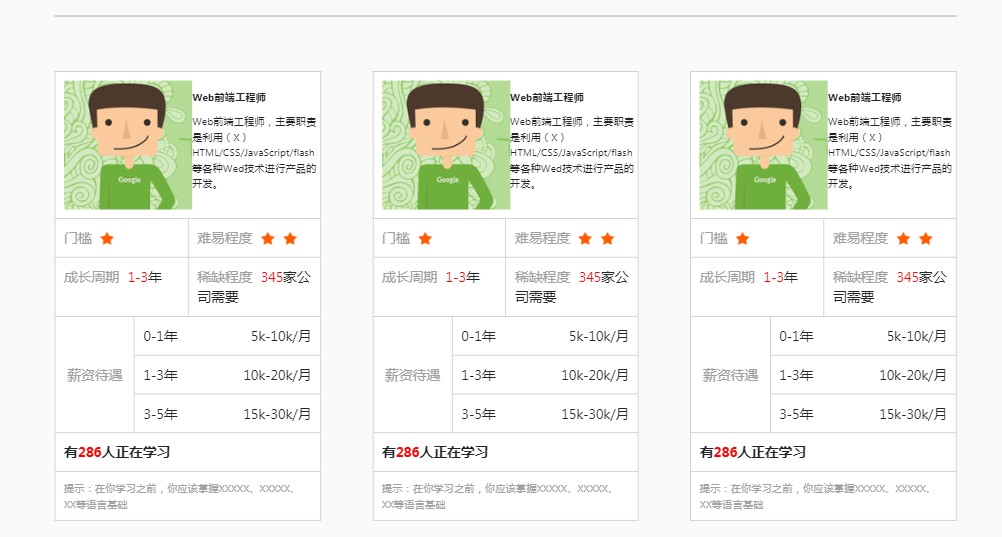 Web前端工程师
Web前端工程师，主要职责
是利用（X）
HTML/CSS/JavaScript/flash
等各种Wed技术进行产品的
开发。
Google
门槛
难易程度
成长周期 1-3年
稀缺程度 345家公
司需要
薪资待遇
0-1年 5k-10k/月
1-3年 10k-20k/月
3-5年 15k-30k/月
有286人正在学习
提示：在你学习之前，你应该掌握XXXXX、XXXXX、
XX等语言基础
Web前端工程师
Web前端工程师，主要职责
是利用（X）
HTML/CSS/JavaScript/flash
等各种Wed技术进行产品的
开发。
Google
门槛
难易程度
成长周期 1-3年
稀缺程度 345家公
司需要
薪资待遇
0-1年 5k-10k/月
1-3年 10k-20k/月
3-5年 15k-30k/月
有286人正在学习
提示：在你学习之前，你应该掌握XXXXX、XXXXX、
XX等语言基础
Web前端工程师
Web前端工程师，主要职责
是利用（X）
HTML/CSS/JavaScript/flash
等各种Wed技术进行产品的
开发。
Google
门槛
难易程度
成长周期 1-3年
稀缺程度 345家公
司需要
薪资待遇
0-1年 5k-10k/月
1-3年 10k-20k/月
3-5年 15k-30k/月
有286人正在学习
提示：在你学习之前，你应该掌握XXXXX、XXXXX、
XX等语言基础